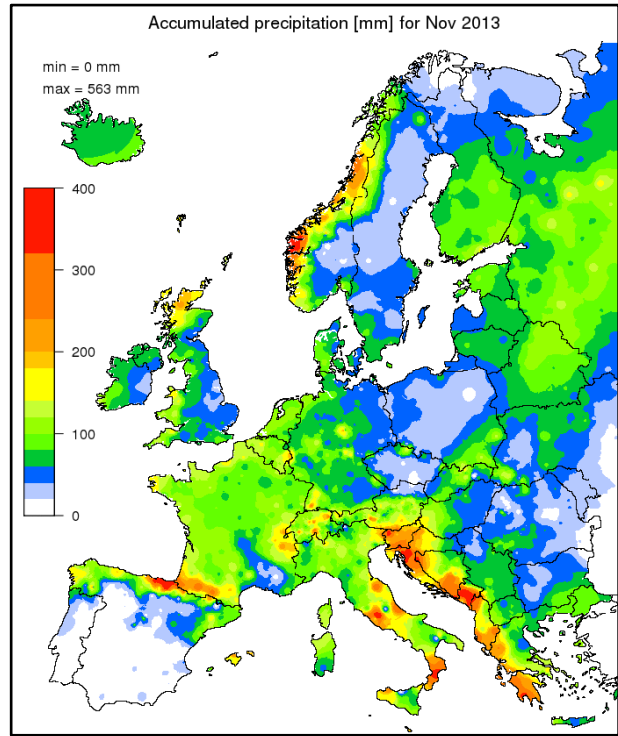 Accumulated precipitation [mm] for Nov 2013
min = 0 mm
max = 563 mm
400
300
200
100
0